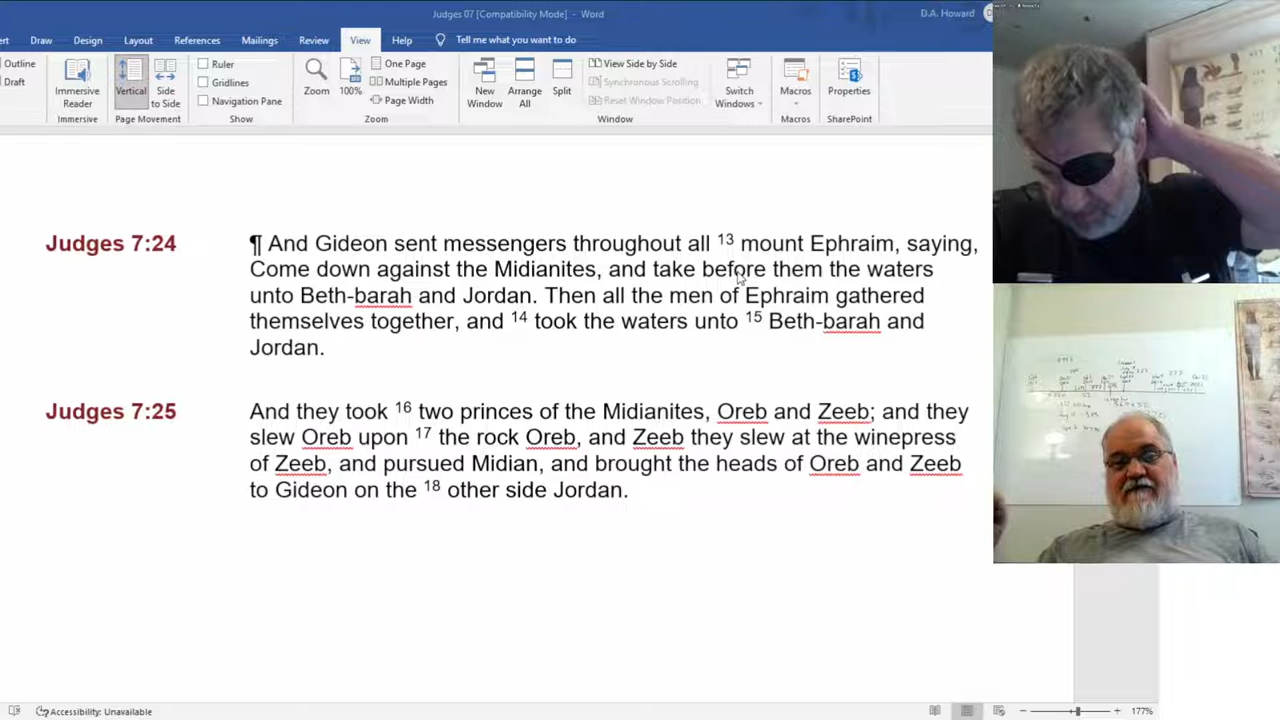 Judges 07 [Compatibility Mode] - Word
D.A. Howard
Draw Design Layout References Mailings Review View Help Tell me what you want to do
Outline
Draft
Immersive Reader
Immersive
Vertical
Side to Side
Page Movement
Ruler
Gridlines
Navigation Pane
Show
Zoom
100%
One Page
Multiple Pages
Page Width
Zoom
New Window
Arrange All
Split
View Side by Side
Synchronous Scrolling
Reset Window Position
Window
Switch Windows
Macros
Macros
Properties
SharePoint
Judges 7:24
¶ And Gideon sent messengers throughout all 13 mount Ephraim, saying,
Come down against the Midianites, and take before them the waters
unto Beth-barah and Jordan. Then all the men of Ephraim gathered
themselves together, and 14 took the waters unto 15 Beth-barah and
Jordan.
Judges 7:25
And they took 16 two princes of the Midianites, Oreb and Zeeb; and they
slew Oreb upon 17 the rock Oreb, and Zeeb they slew at the winepress
of Zeeb, and pursued Midian, and brought the heads of Oreb and Zeeb
to Gideon on the 18 other side Jordan.
Accessibility: Unavailable
177%